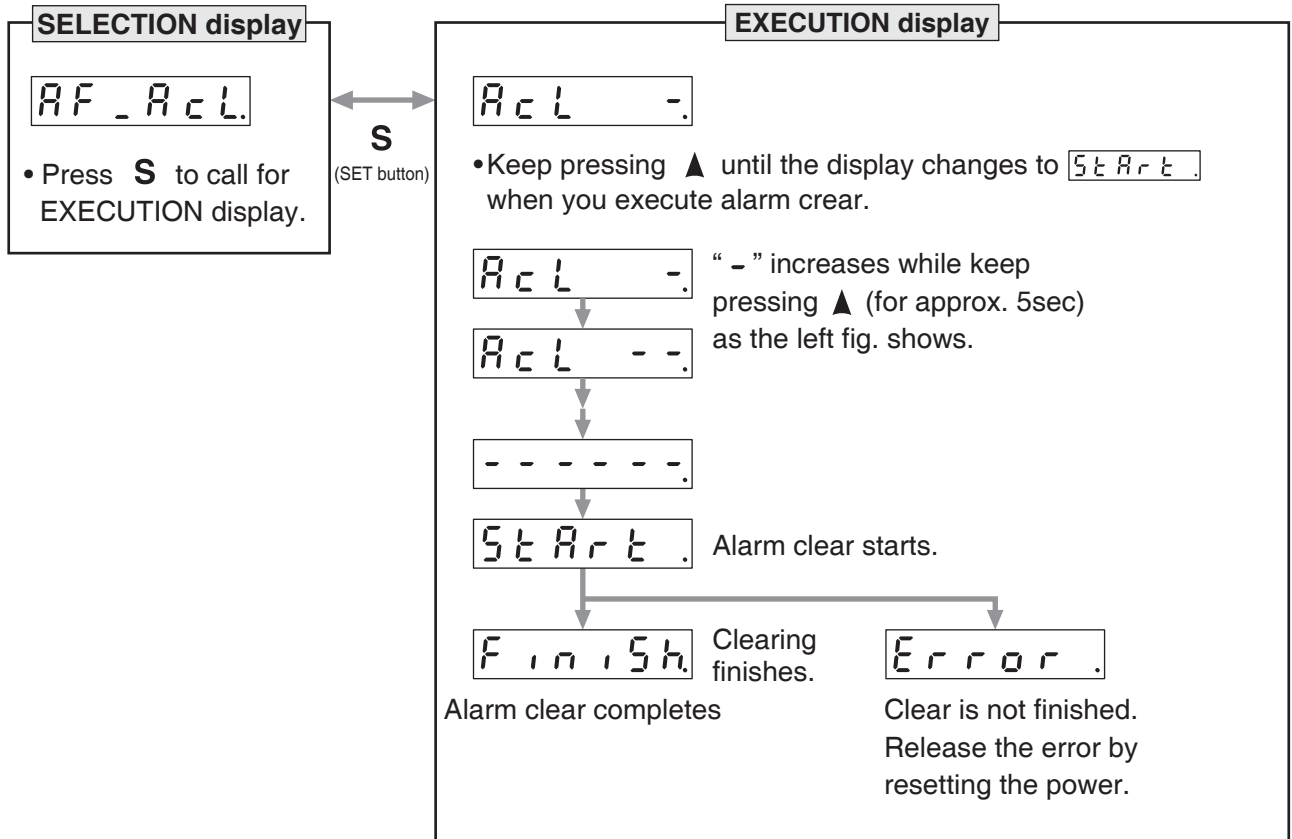 SELECTION display
AF_AcL.
• Press S to call for
EXECUTION display.
S
(SET button)
EXECUTION display
AcL -.
•Keep pressing ▲ until the display changes to StArt .
when you execute alarm crear.
AcL -.
“ – ” increases while keep
pressing ▲ (for approx. 5sec)
as the left fig. shows.
AcL --.
------.
StArt .
Alarm clear starts.
FiniSh.
Clearing
finishes.
Alarm clear completes
Error .
Clear is not finished.
Release the error by
resetting the power.